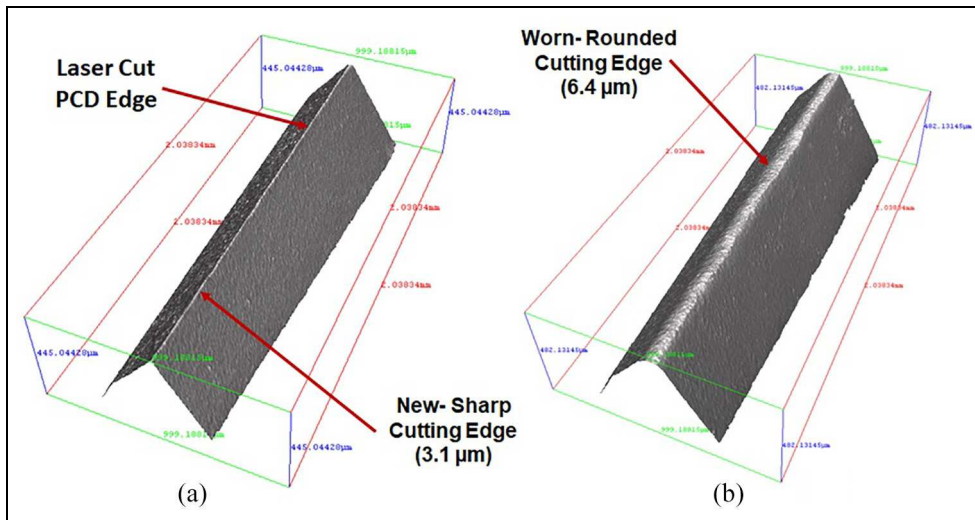 Laser Cut
PCD Edge
999.18815µm
445.04428µm
445.04428µm
2.03834mm
2.03834mm
2.03834mm
2.03834mm
445.04428µm
999.18815µm
999.18815µm
445.04428µm
New- Sharp
Cutting Edge
(3.1 µm)
(a)
Worn- Rounded
Cutting Edge
(6.4 µm)
999.18815µm
482.13145µm
482.13145µm
2.03834mm
2.03834mm
2.03834mm
2.03834mm
482.13145µm
999.18815µm
482.13145µm
(b)